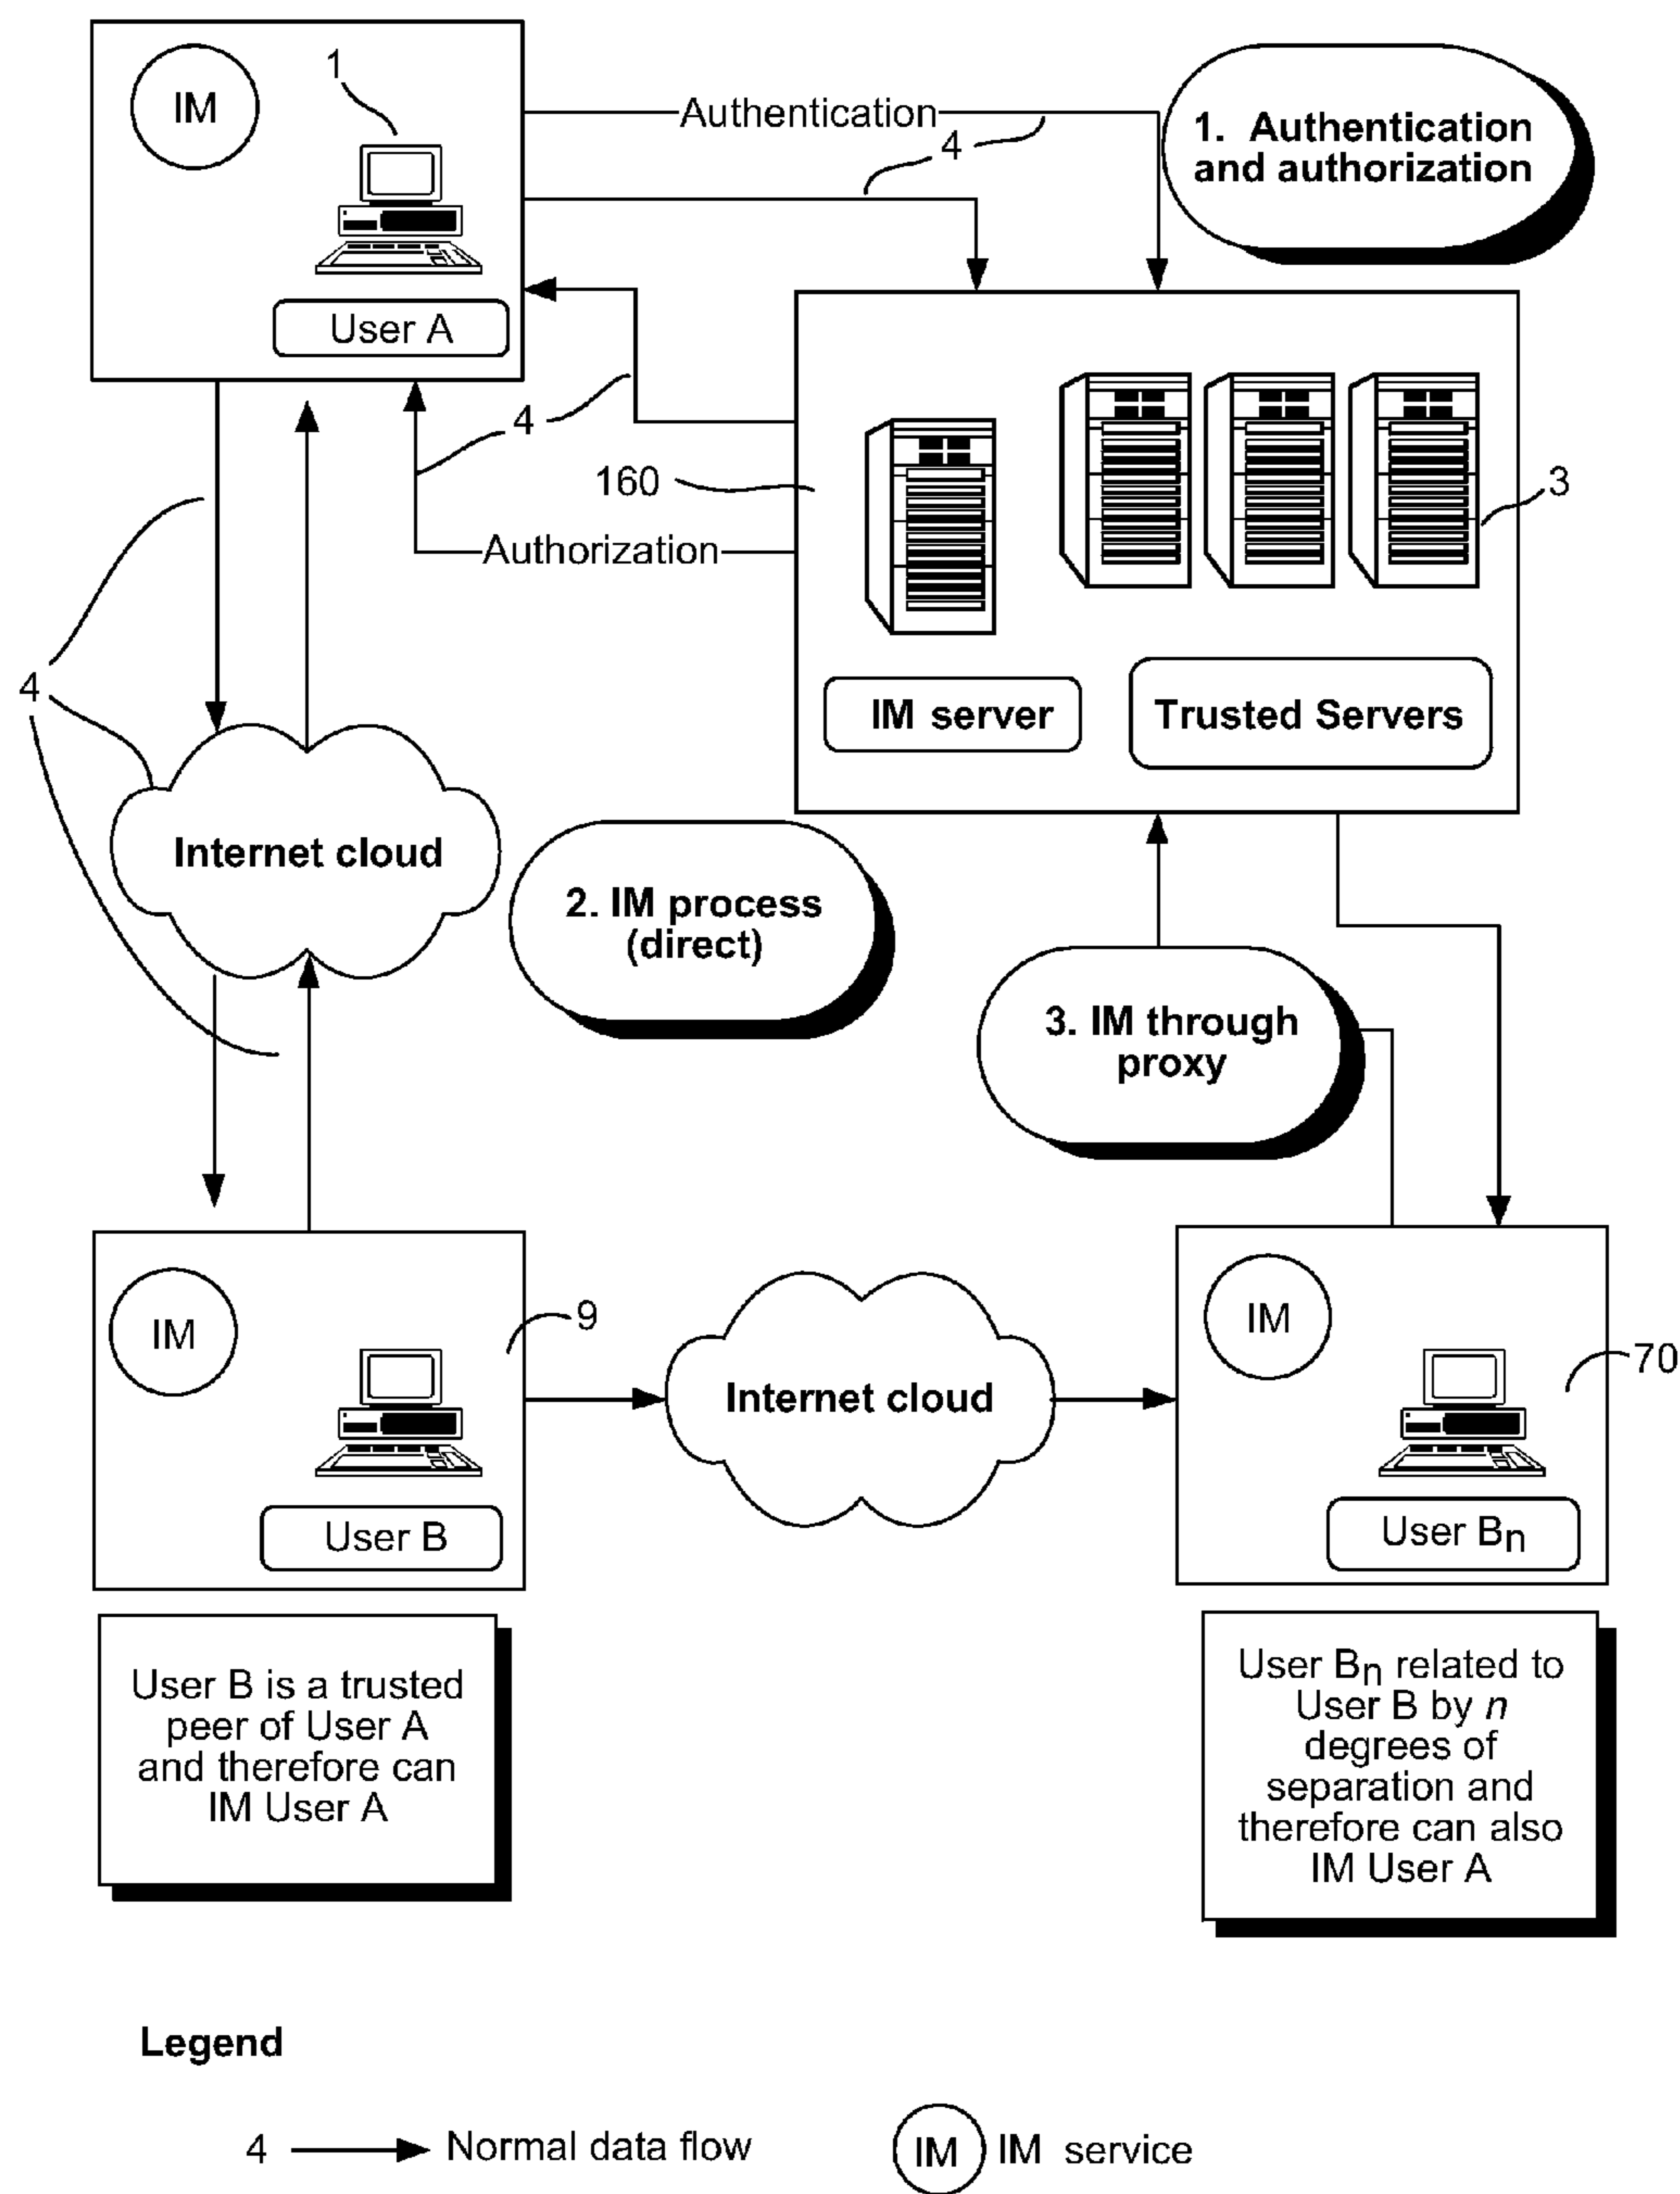 IM
1
User A
Authentication
4
1. Authentication
and authorization
4
160
Authorization
3
IM server
Trusted Servers
4
Internet cloud
2. IM process
(direct)
3. IM through
proxy
IM
9
User B
Internet cloud
IM
70
User Bn
User B is a trusted
peer of User A
and therefore can
IM User A
User Bn related to
User B by n
degrees of
separation and
therefore can also
IM User A
Legend
4 Normal data flow
IM IM service